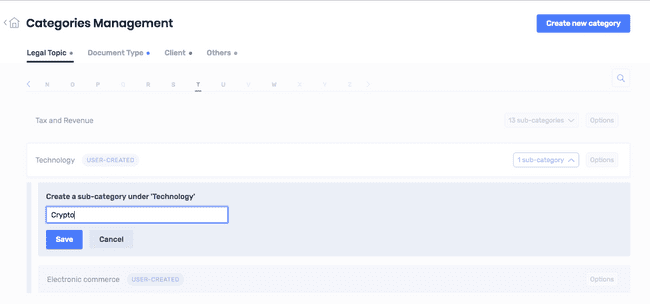 Categories Management
Create new category
Legal Topic Document Type Client Others
N O P Q R S T U V W X Y Z
Tax and Revenue 13 sub-categories Options
Technology USER-CREATED 1 sub-category Options
Create a sub-category under 'Technology'
Crypto
Save Cancel
Electronic commerce USER-CREATED Options